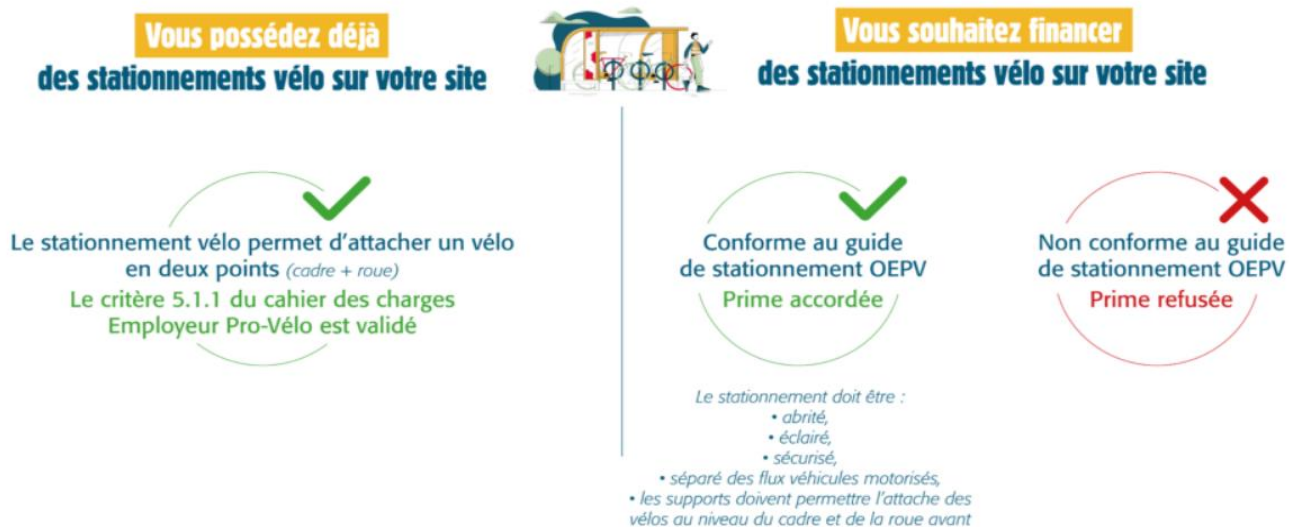 Vous possédez déjà
des stationnements vélo sur votre site
Le stationnement vélo permet d'attacher un vélo
en deux points (cadre + roue)
Le critère 5.1.1 du cahier des charges
Employeur Pro-Vélo est validé
Vous souhaitez financer
des stationnements vélo sur votre site
Conforme au guide
de stationnement OEPV
Prime accordée
Non conforme au guide
de stationnement OEPV
Prime refusée
Le stationnement doit être :
• abrité,
• éclairé,
• sécurisé,
• séparé des flux véhicules motorisés,
• les supports doivent permettre l'attache des
vélos au niveau du cadre et de la roue avant